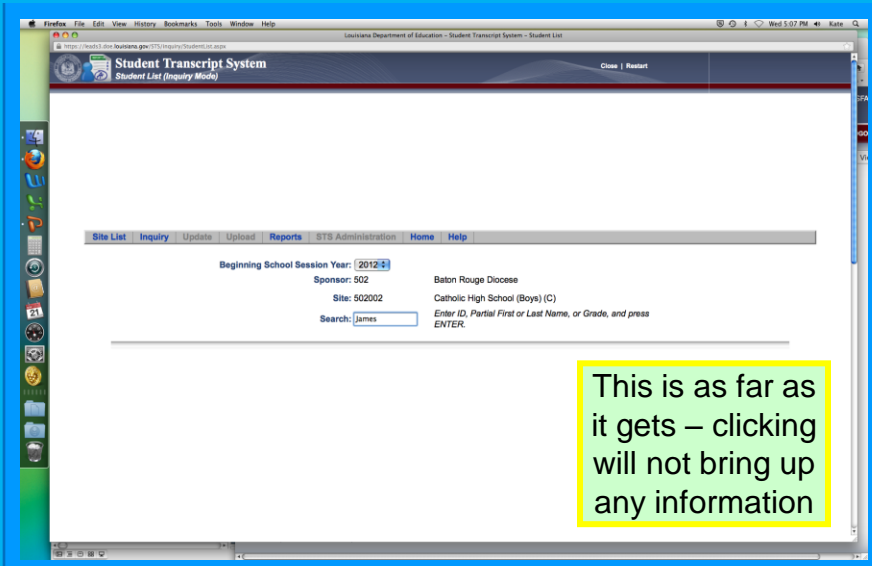 Firefox File Edit View History Bookmarks Tools Window Help Wed 5:07 PM Kate
Louisiana Department of Education – Student Transcript System – Student List
https://leads3.doe.louisiana.gov/STS/Inquiry/StudentList.aspx
Student Transcript System
Student List (Inquiry Mode)
Close | Restart
Site List Inquiry Update Upload Reports STS Administration Home Help
Beginning School Session Year: 2012
Sponsor: 502 Baton Rouge Diocese
Site: 502002 Catholic High School (Boys) (C)
Search: James Enter ID, Partial First or Last Name, or Grade, and press
ENTER.
21
This is as far as
it gets – clicking
will not bring up
any information